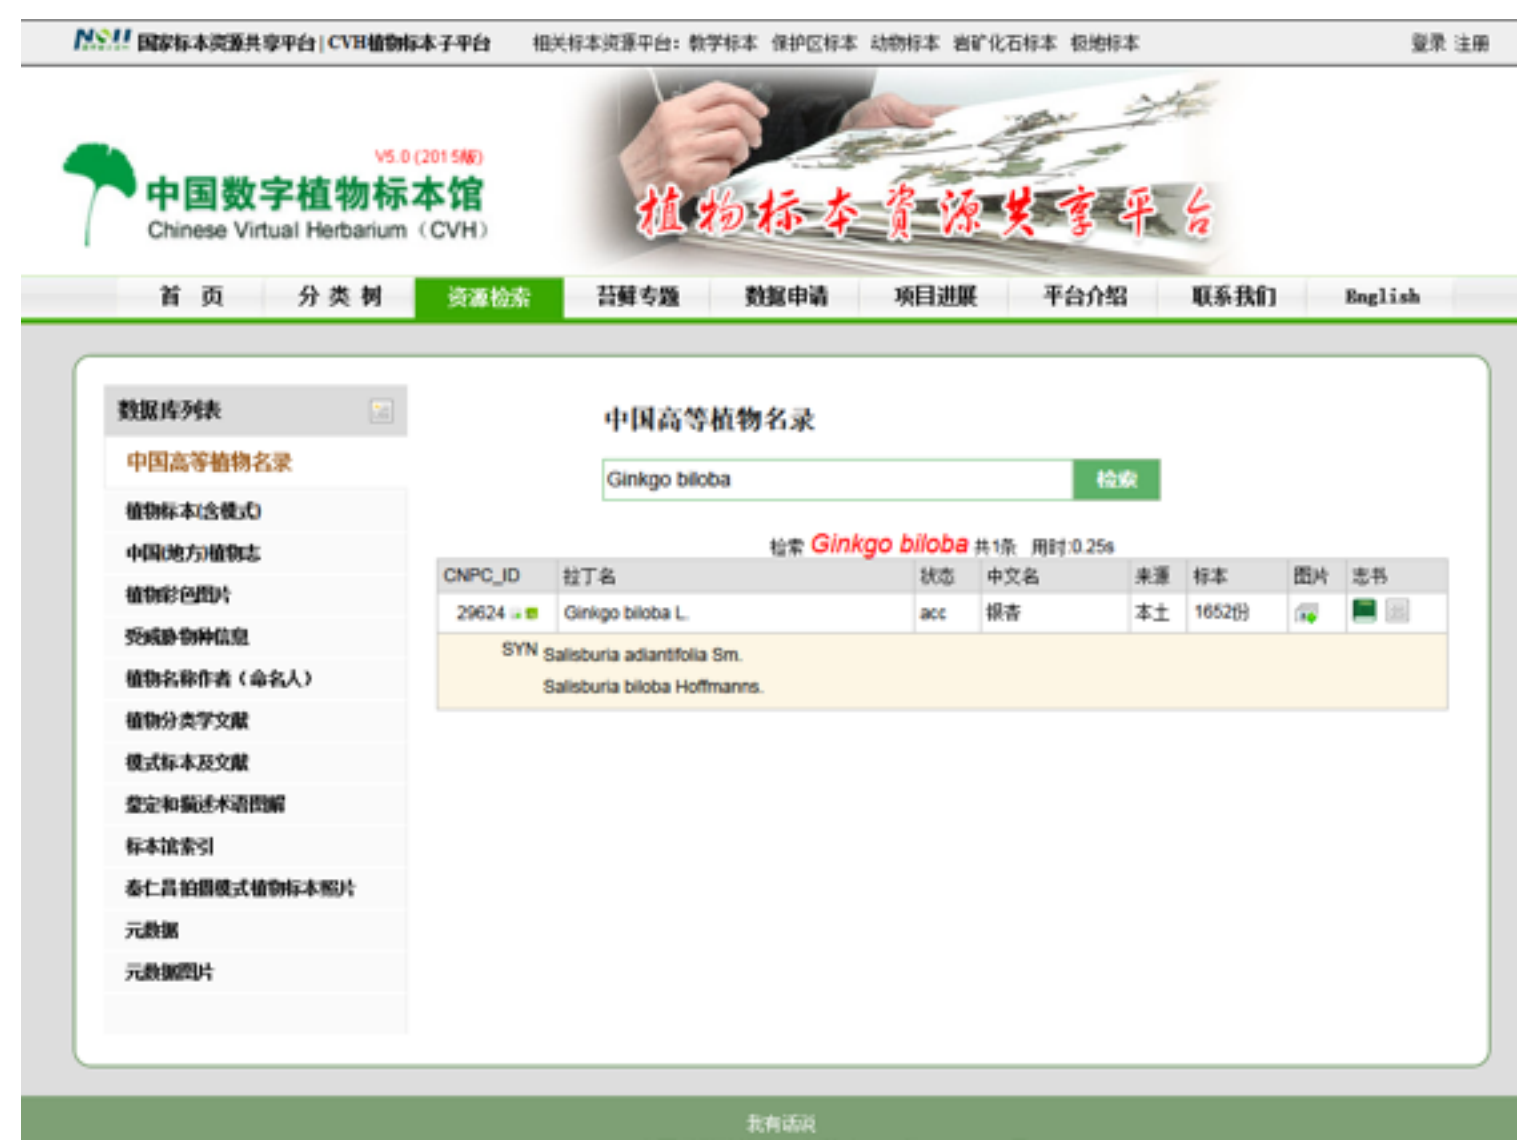 NSII 国家标本资源共享平台 | CVH植物标本子平台 相关标本资源平台：教学标本 保护区标本 动物标本 岩矿化石标本 极地标本 登录 注册
V5.0 (2015版)
中国数字植物标本馆
Chinese Virtual Herbarium（CVH）
植物标本資源共享平台
首 页 分 类 树 资源检索 苔藓专题 数据申请 项目进展 平台介绍 联系我们 English
数据库列表
中国高等植物名录
植物标本(含模式)
中国(地方)植物志
植物彩色图片
受威胁物种信息
植物名称作者（命名人）
植物分类学文献
模式标本及文献
鉴定和描述术语图解
标本馆索引
秦仁昌拍摄模式植物标本照片
元数据
元数据图片
中国高等植物名录
Ginkgo biloba 检索
检索 Ginkgo biloba 共1条 用时:0.25s
CNPC_ID 拉丁名 状态 中文名 来源 标本 图片 志书
29624 Ginkgo biloba L. acc 银杏 本土 1652份
SYN Salisburia adiantifolia Sm.
Salisburia biloba Hoffmanns.
我有话说